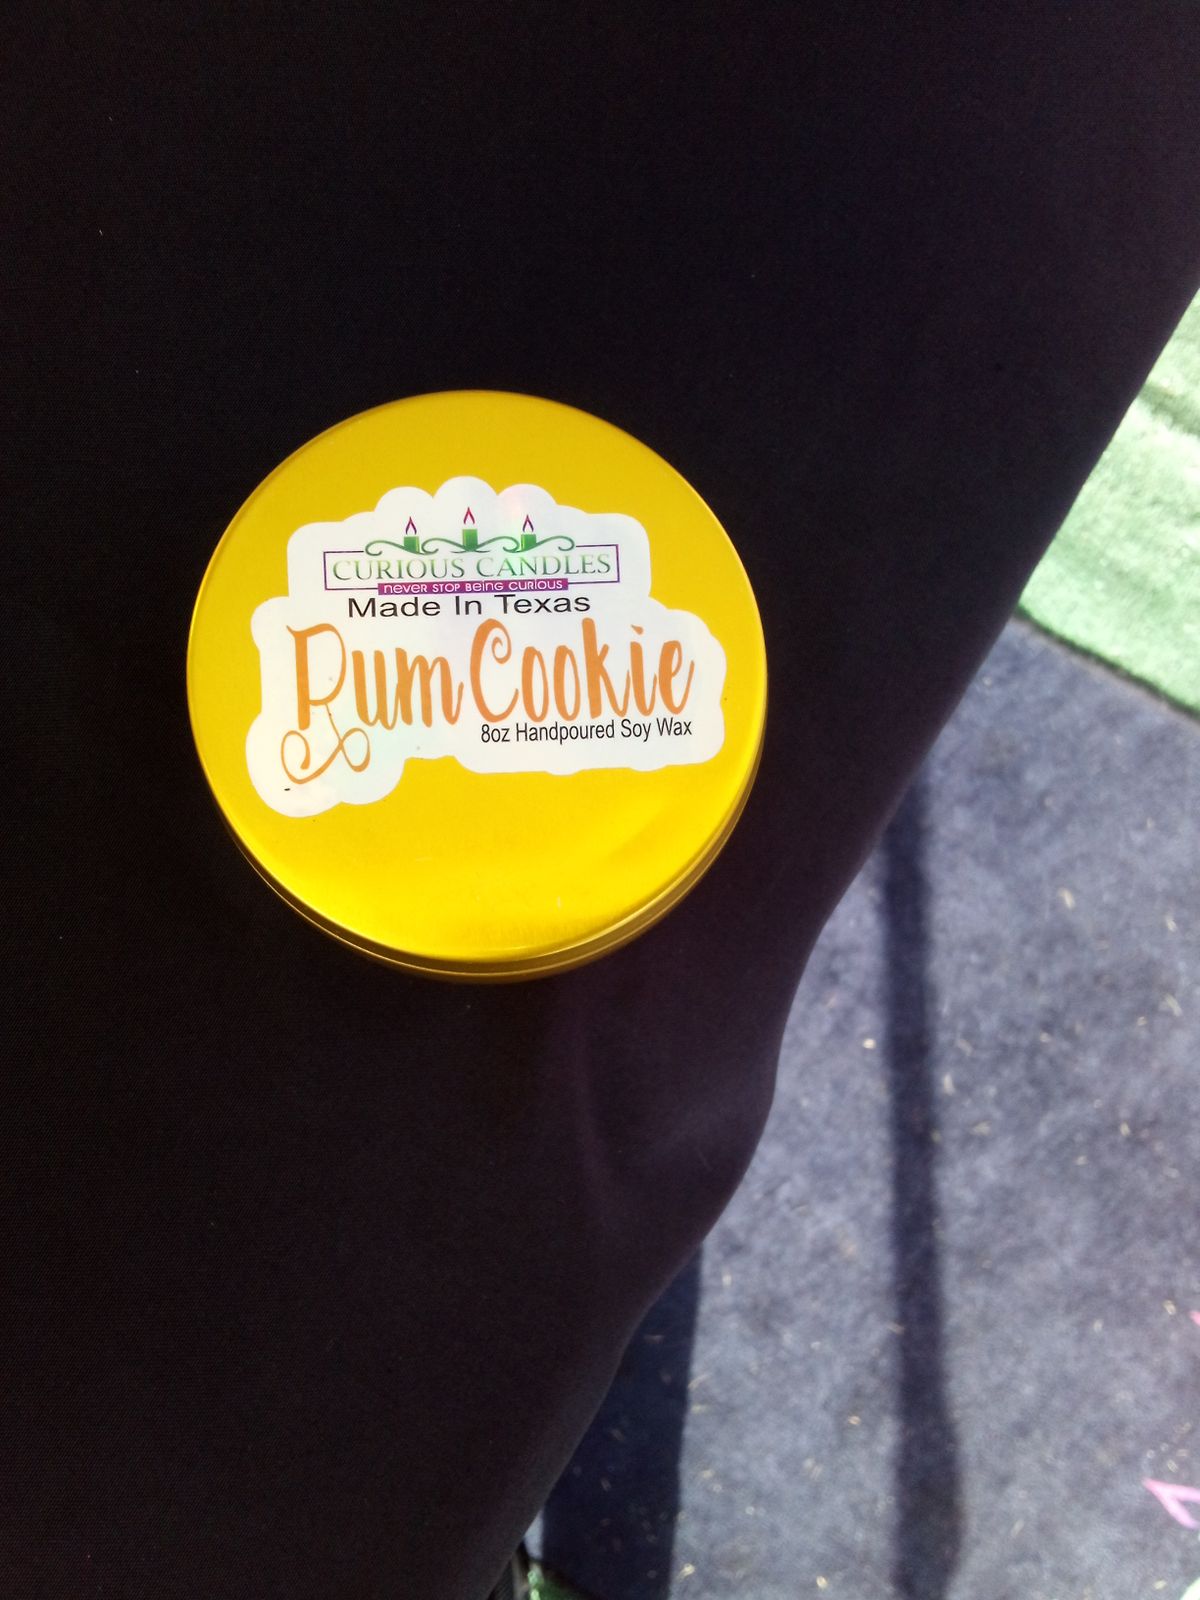 CURIOUS CANDLES
never stop being curious
Made In Texas
Rum Cookie
8oz Handpoured Soy Wax